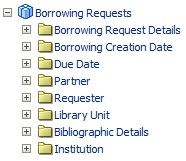 Borrowing Requests
Borrowing Request Details
Borrowing Creation Date
Due Date
Partner
Requester
Library Unit
Bibliographic Details
Institution